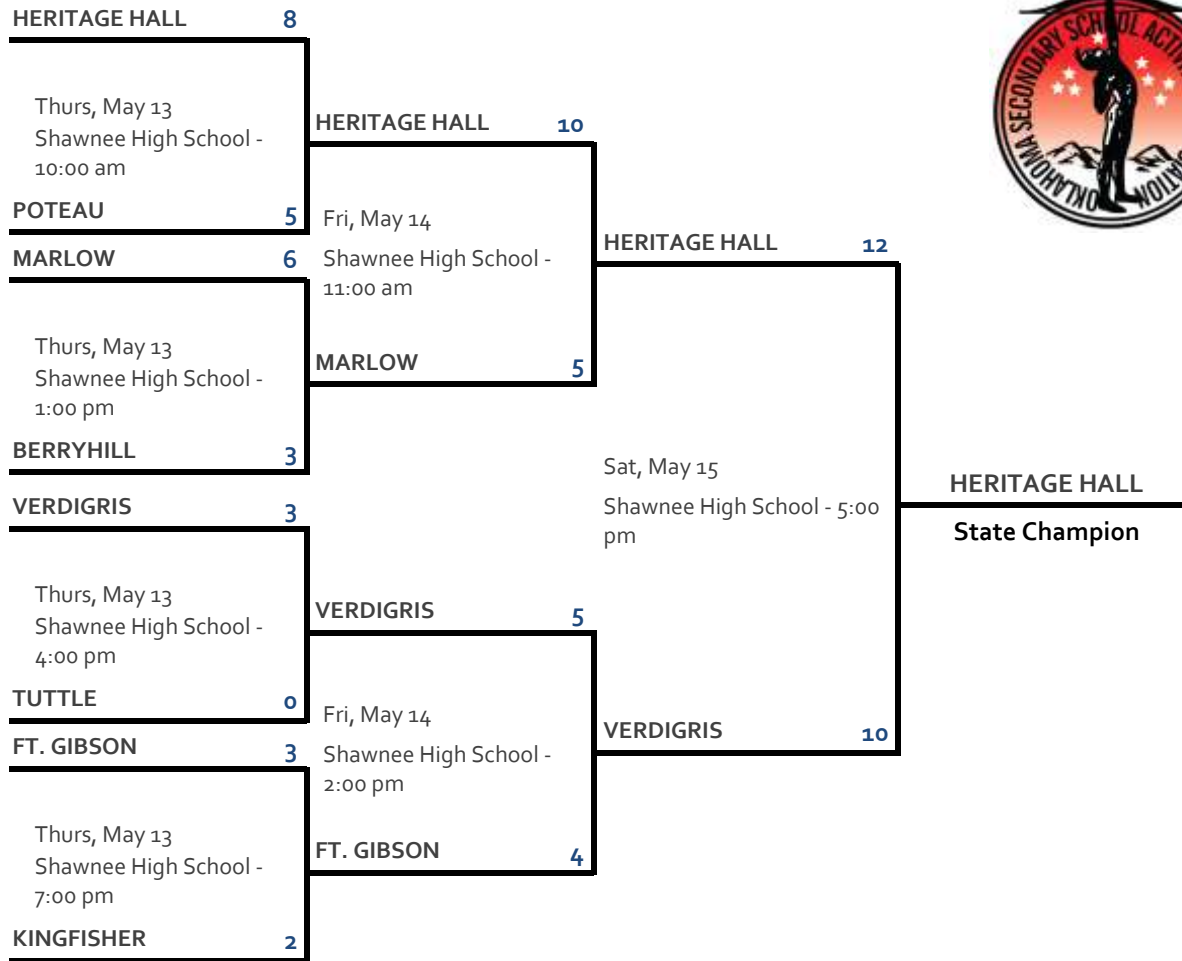 HERITAGE HALL 8
Thurs, May 13
Shawnee High School -
10:00 am
POTEAU 5
MARLOW 6
Thurs, May 13
Shawnee High School -
1:00 pm
BERRYHILL 3
VERDIGRIS 3
Thurs, May 13
Shawnee High School -
4:00 pm
TUTTLE 0
FT. GIBSON 3
Thurs, May 13
Shawnee High School -
7:00 pm
KINGFISHER 2
HERITAGE HALL 10
Fri, May 14
Shawnee High School -
11:00 am
MARLOW 5
VERDIGRIS 5
Fri, May 14
Shawnee High School -
2:00 pm
FT. GIBSON 4
HERITAGE HALL 12
Sat, May 15
Shawnee High School - 5:00
pm
VERDIGRIS 10
HERITAGE HALL
State Champion
OKLAHOMA SECONDARY SCHOOL